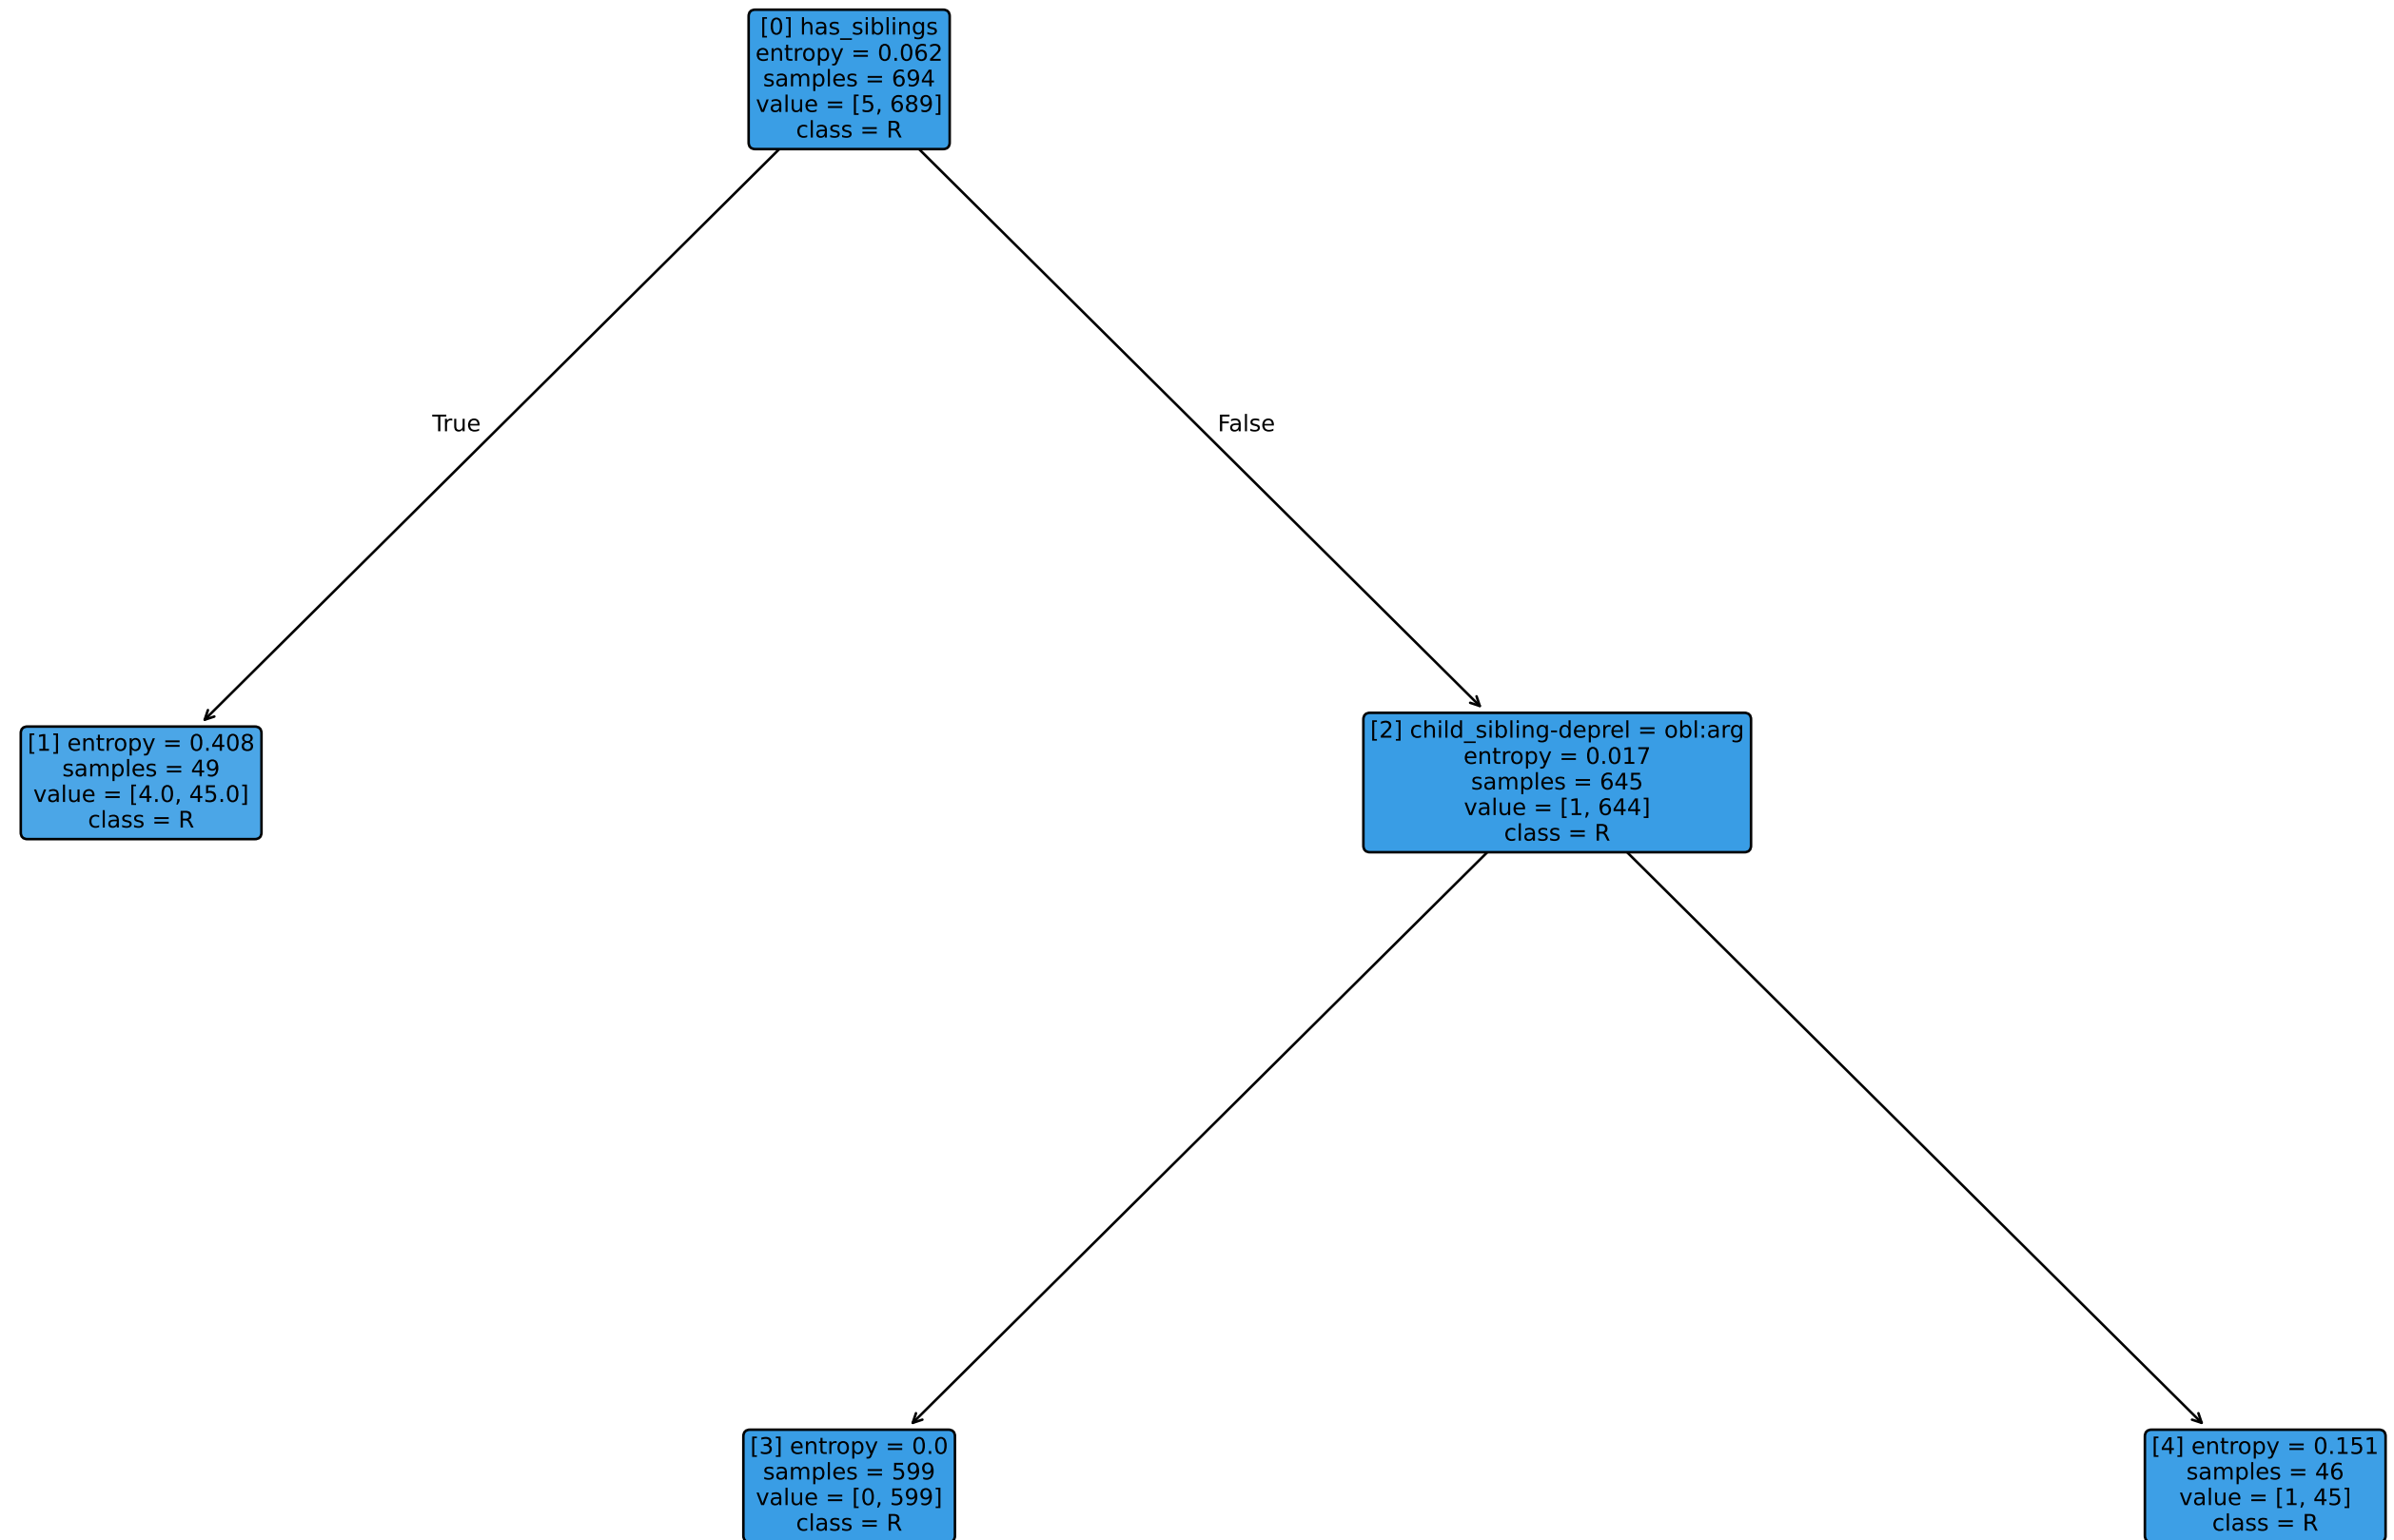 [0] has_siblings
entropy = 0.062
samples = 694
value = [5, 689]
class = R
True
False
[1] entropy = 0.408
samples = 49
value = [4.0, 45.0]
class = R
[2] child_sibling-deprel = obl:arg
entropy = 0.017
samples = 645
value = [1, 644]
class = R
[3] entropy = 0.0
samples = 599
value = [0, 599]
class = R
[4] entropy = 0.151
samples = 46
value = [1, 45]
class = R